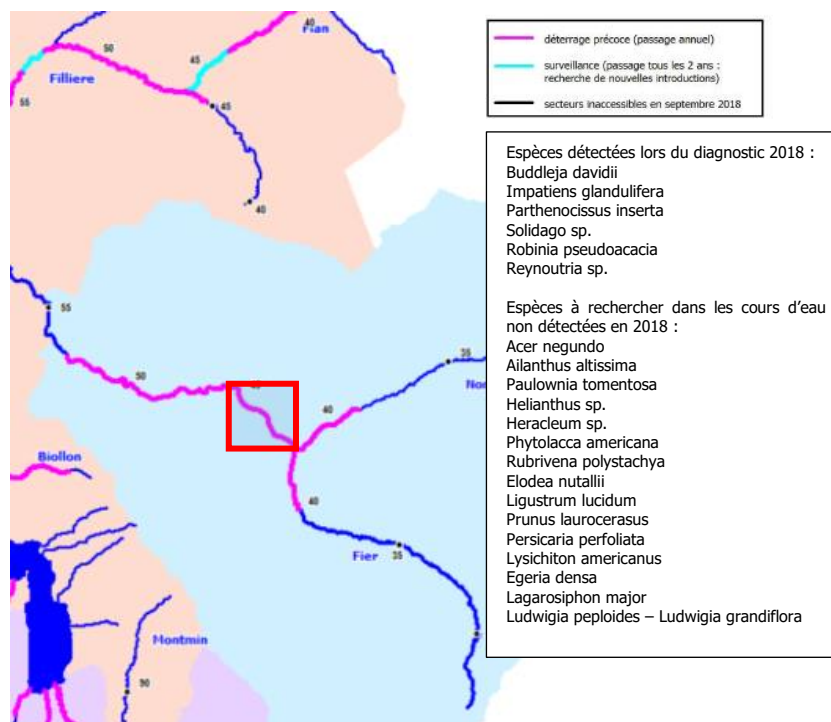 40
Flan
50
45
Filliere
55
45
40
déterrage précoce (passage annuel)
surveillance (passage tous les 2 ans :
recherche de nouvelles introductions)
secteurs inaccessibles en septembre 2018
Espèces détectées lors du diagnostic 2018 :
Buddleja davidii
Impatiens glandulifera
Parthenocissus inserta
Solidago sp.
Robinia pseudoacacia
Reynoutria sp.
Espèces à rechercher dans les cours d'eau
non détectées en 2018 :
Acer negundo
Ailanthus altissima
Paulownia tomentosa
Helianthus sp.
Heracleum sp.
Phytolacca americana
Rubrivena polystachya
Elodea nutallii
Ligustrum lucidum
Prunus laurocerasus
Persicaria perfoliata
Lysichiton americanus
Egeria densa
Lagarosiphon major
Ludwigia peploides – Ludwigia grandiflora
55
50
35
40
Biollon
40
Fier
35
Montmin
90